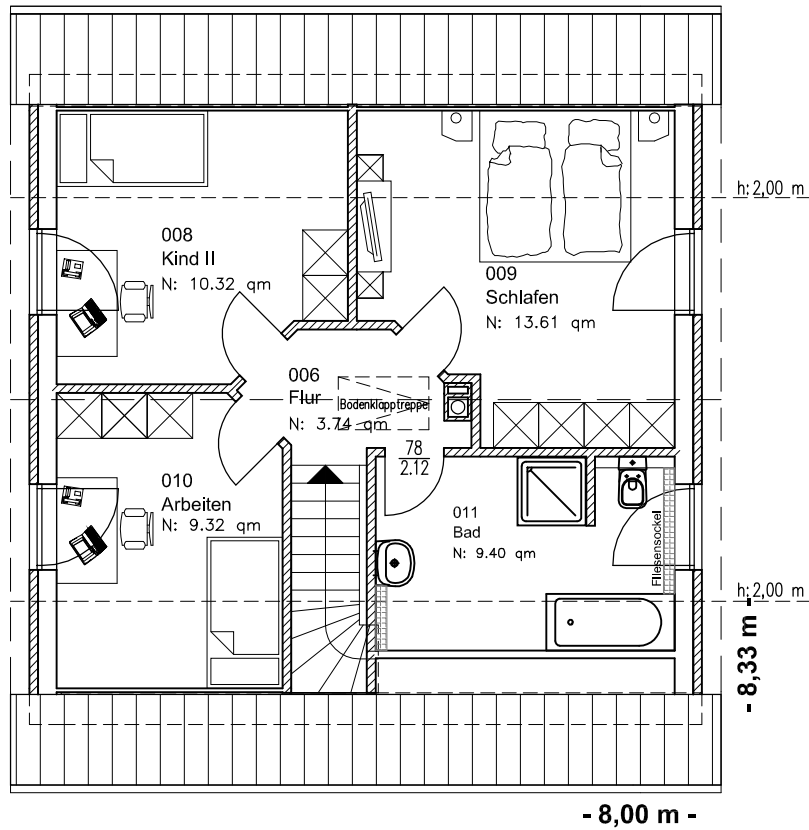 h: 2,00 m
008
Kind II
N: 10.32 qm
009
Schlafen
N: 13.61 qm
006
Flur
N: 3.74 qm
Bodenklapptreppe
78
2.12
010
Arbeiten
N: 9.32 qm
011
Bad
N: 9.40 qm
Fliesensockel
h: 2,00 m
- 8,33 m -
- 8,00 m -